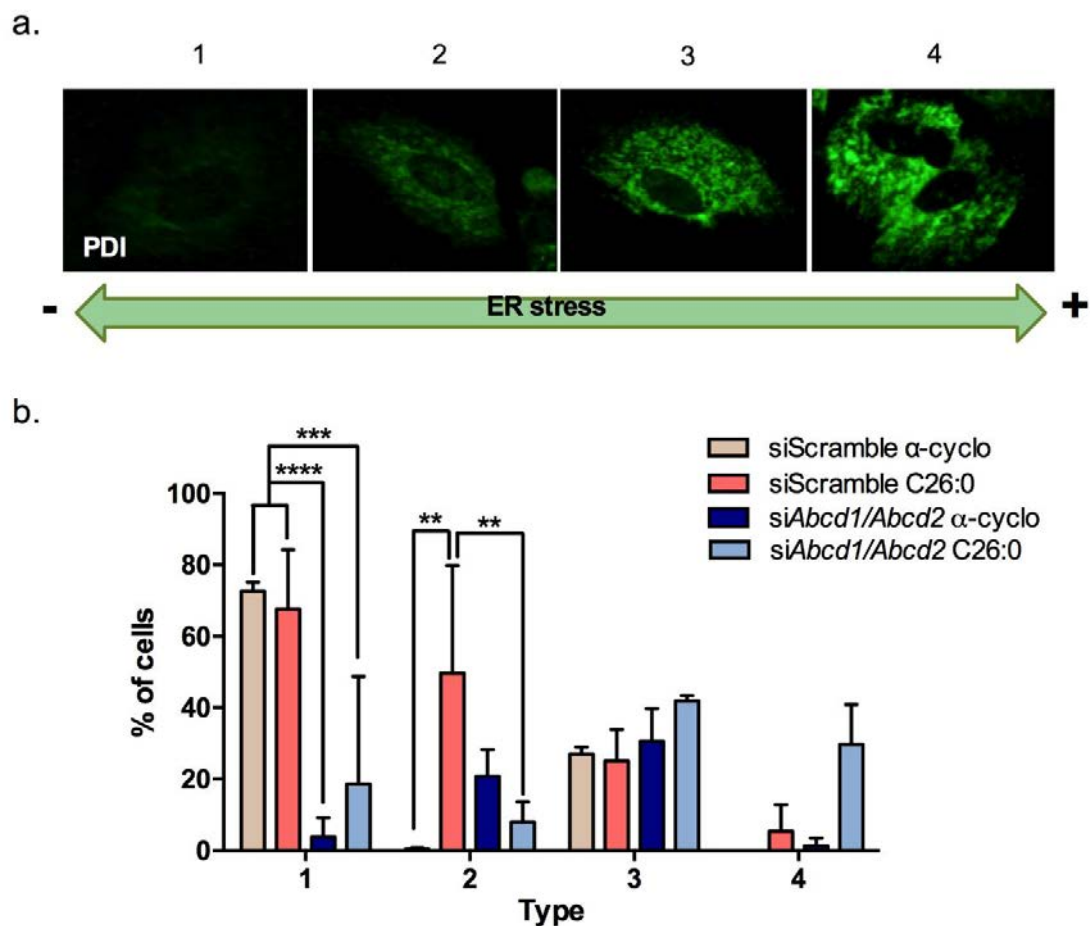 a.
1 2 3 4
PDI
- ER stress +
b.
*** 
****
** **
siScramble α-cyclo
siScramble C26:0
siAbcd1/Abcd2 α-cyclo
siAbcd1/Abcd2 C26:0
100
80
60
40
20
0
% of cells
1 2 3 4
Type